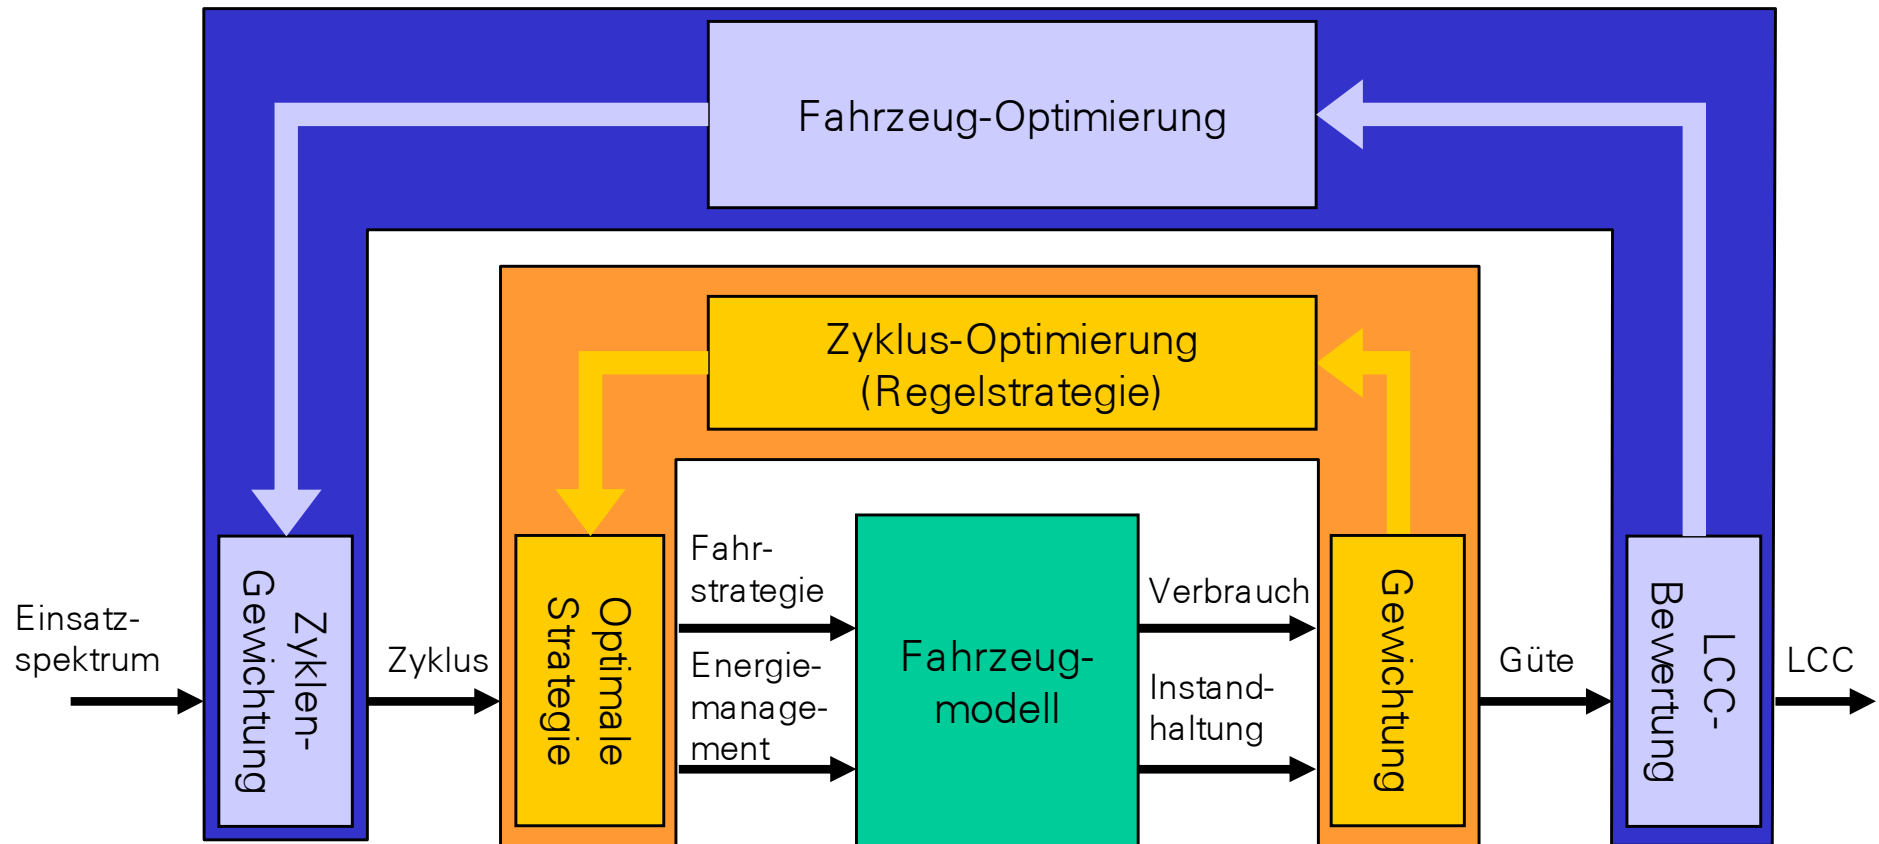 Fahrzeug-Optimierung
Zyklus-Optimierung
(Regelstrategie)
Einsatz-
spektrum
Zyklen-
Gewichtung
Zyklus
Optimale
Strategie
Fahr-
strategie
Energie-
manage-
ment
Fahrzeug-
modell
Verbrauch
Instand-
haltung
Gewichtung
Güte
LCC-
Bewertung
LCC